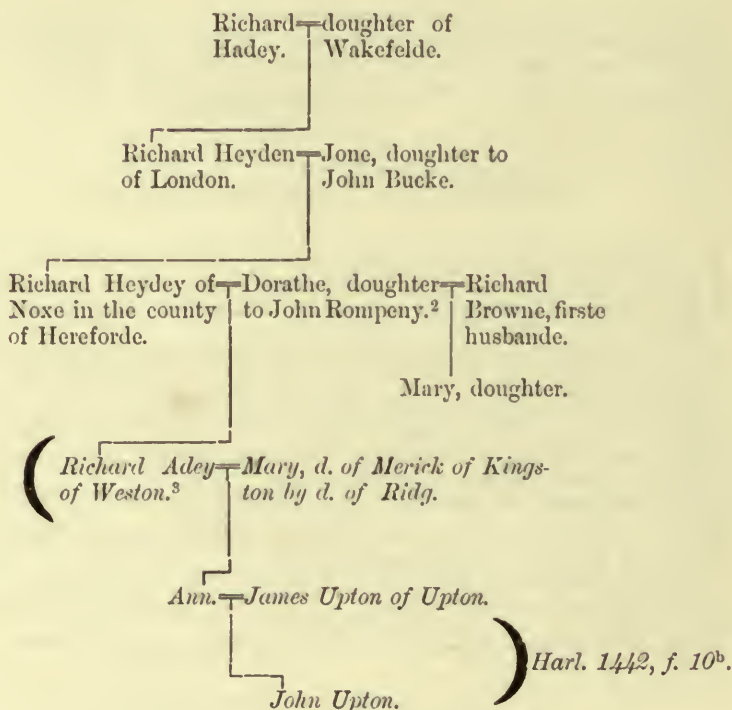 Richard doughter of
Hadey. Wakefelde.
Richard Heyden Jone, doughter to
of London. John Bucke.
Richard Heydey of Dorathe, doughter Richard
Noxe in the county to John Rompeny.² Browne, firste
of Hereforde. husbande.
Mary, doughter.
( Richard Adey Mary, d. of Merick of Kings-
of Weston.³ ton by d. of Ridg.
Ann. James Upton of Upton.
) Harl. 1442, f. 10ᵇ.
John Upton.